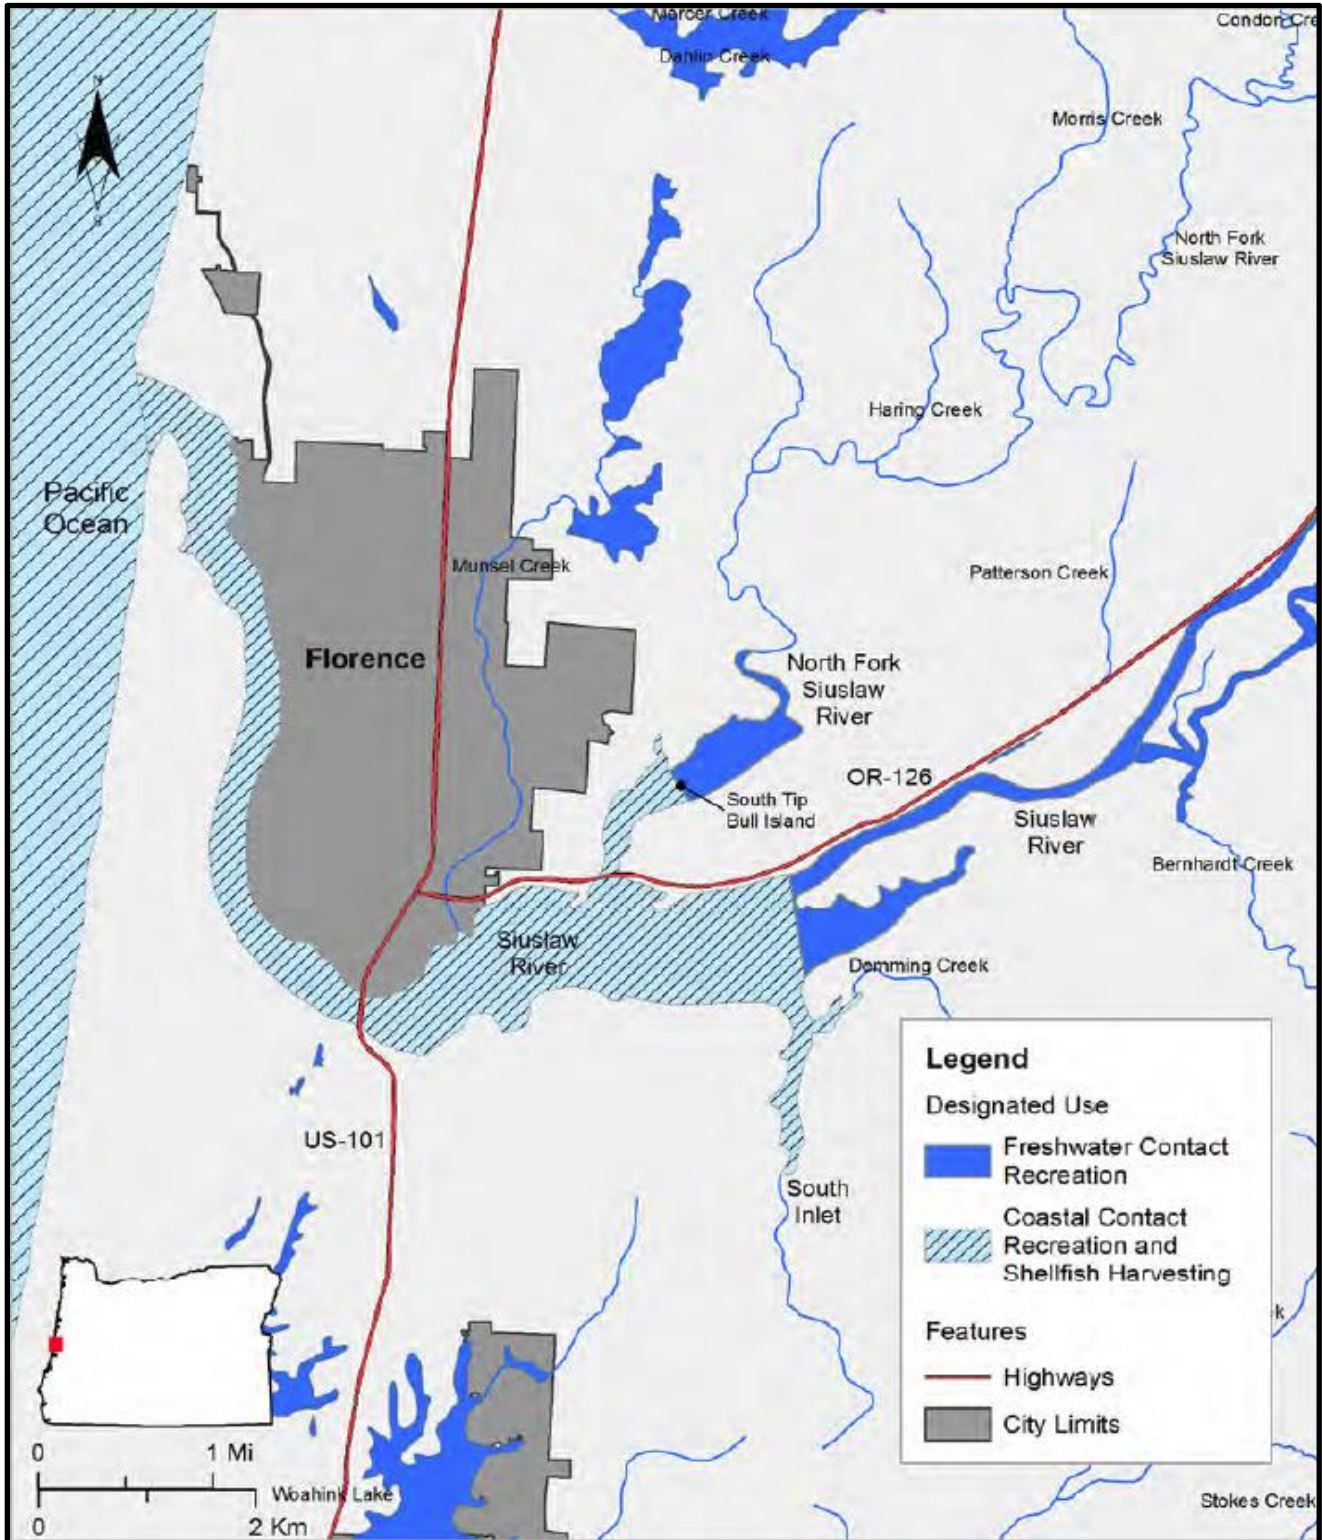 Mercer Creek
Condon Cre
Dahlin Creek
N
Morris Creek
S
North Fork
Siuslaw River
Haring Creek
Pacific
Ocean
Munsel Creek
Patterson Creek
Florence
North Fork
Siuslaw
River
OR-126
South Tip
Bull Island
Siuslaw
River
Bernhardt Creek
Siuslaw
River
Demming Creek
Legend
Designated Use
Freshwater Contact
Recreation
Coastal Contact
Recreation and
Shellfish Harvesting
Features
Highways
City Limits
US-101
South
Inlet
k
0 1 Mi
Woahink Lake
0 2 Km
Stokes Creek